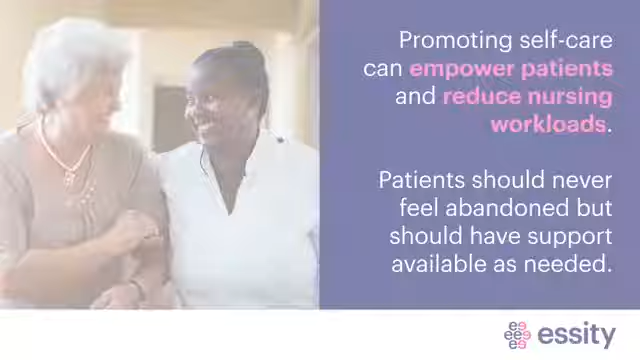 Promoting self-care
can empower patients
and reduce nursing
workloads.
Patients should never
feel abandoned but
should have support
available as needed.
essity